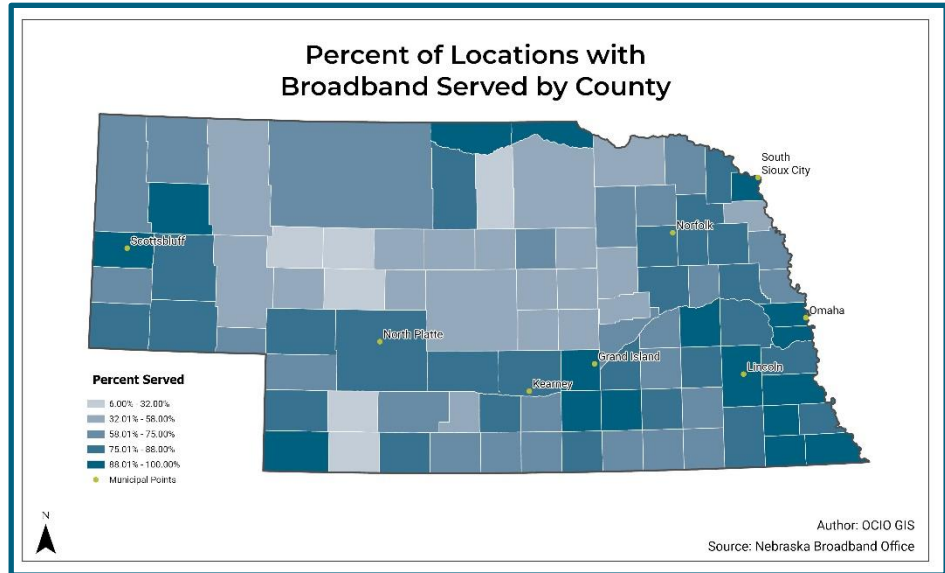 Percent of Locations with
Broadband Served by County
South
Sioux City
Norfolk
Scottsbluff
Omaha
North Platte
Grand Island
Lincoln
Kearney
Percent Served
6.00% - 32.00%
32.01% - 58.00%
58.01% - 75.00%
75.01% - 88.00%
88.01% - 100.00%
Municipal Points
N
Author: OCIO GIS
Source: Nebraska Broadband Office